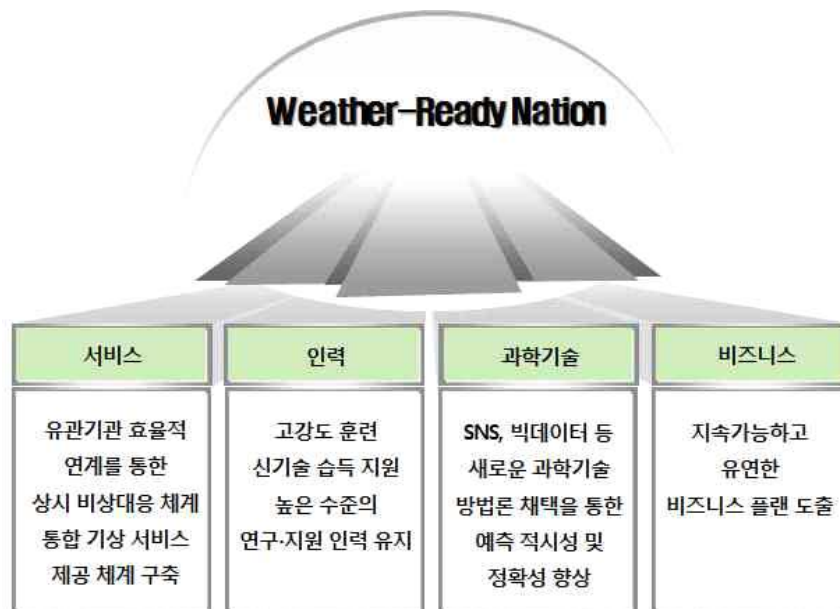 Weather-Ready Nation
서비스
유관기관 효율적
연계를 통한
상시 비상대응 체계
통합 기상 서비스
제공 체계 구축
인력
고강도 훈련
신기술 습득 지원
높은 수준의
연구·지원 인력 유지
과학기술
SNS, 빅데이터 등
새로운 과학기술
방법론 채택을 통한
예측 적시성 및
정확성 향상
비즈니스
지속가능하고
유연한
비즈니스 플랜 도출